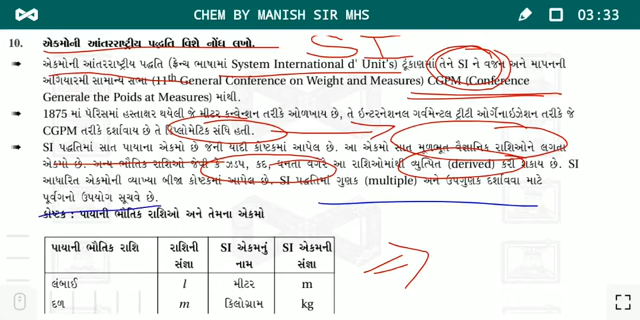 CHEM BY MANISH SIR MHS
03:33
SI
10. એકમોની આંતરરાષ્ટ્રીય પદ્ધતિ વિશે નોંધ લખો.
એકમોની આંતરરાષ્ટ્રીય પદ્ધતિ (ફ્રેન્ચ ભાષામાં System International d' Unit's) ટૂંકાણમાં તેને SI ને વજન અને માપનની
અગિયારમી સામાન્ય સભા (11th General Conference on Weight and Measures) CGPM (Conference
Generale the Poids at Measures) માંથી.
1875 માં પેરિસમાં હસ્તાક્ષર થયેલી જે મીટર કન્વેન્શન તરીકે ઓળખાય છે, તે ઇન્ટરનેશનલ ગવર્મેન્ટલ ટ્રીટી ઓર્ગેનાઇઝેશન તરીકે જે
CGPM તરીકે દર્શાવાય છે તે ડિપ્લોમેટિક સંધિ હતી.
SI પદ્ધતિમાં સાત પાયાના એકમો છે જેની યાદી કોષ્ટકમાં આપેલ છે. આ એકમો સાત મૂળભૂત વૈજ્ઞાનિક રાશિઓને લગતા
એકમો છે. અન્ય ભૌતિક રાશિઓ જેવી કે ઝડપ, કદ, ઘનતા વગેરે આ રાશિઓમાંથી વ્યુત્પિત (derived) કરી શકાય છે. SI
આધારિત એકમોની વ્યાખ્યા બીજા કોષ્ટકમાં આપેલ છે. SI પદ્ધતિમાં ગુણક (multiple) અને ઉપગુણક દર્શાવવા માટે
પૂર્વગનો ઉપયોગ સૂચવે છે.
કોષ્ટક : પાયાની ભૌતિક રાશિઓ અને તેમના એકમો
પાયાની ભૌતિક રાશિ રાશિની સંજ્ઞા SI એકમનું નામ SI એકમની સંજ્ઞા
લંબાઈ l મીટર m
દળ m કિલોગ્રામ kg